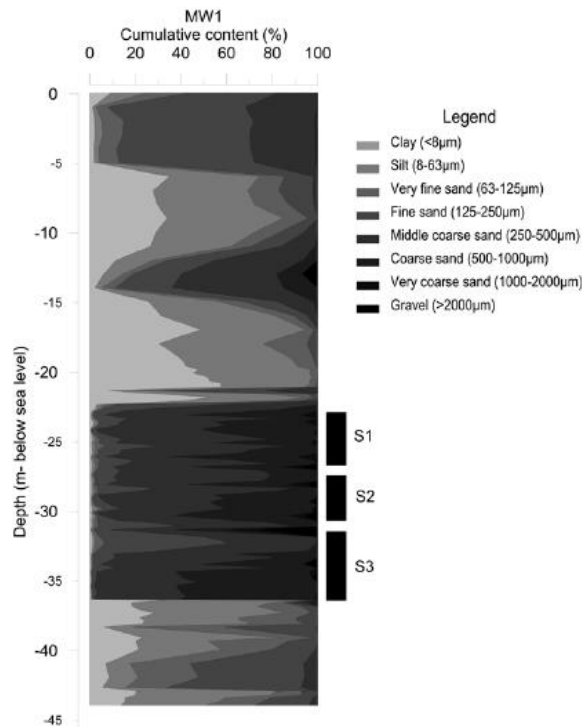 MW1
Cumulative content (%)
0 20 40 60 80 100
Depth (m- below sea level)
0
-5
-10
-15
-20
-25
-30
-35
-40
-45
S1
S2
S3
Legend
Clay (<8µm)
Silt (8-63µm)
Very fine sand (63-125µm)
Fine sand (125-250µm)
Middle coarse sand (250-500µm)
Coarse sand (500-1000µm)
Very coarse sand (1000-2000µm)
Gravel (>2000µm)